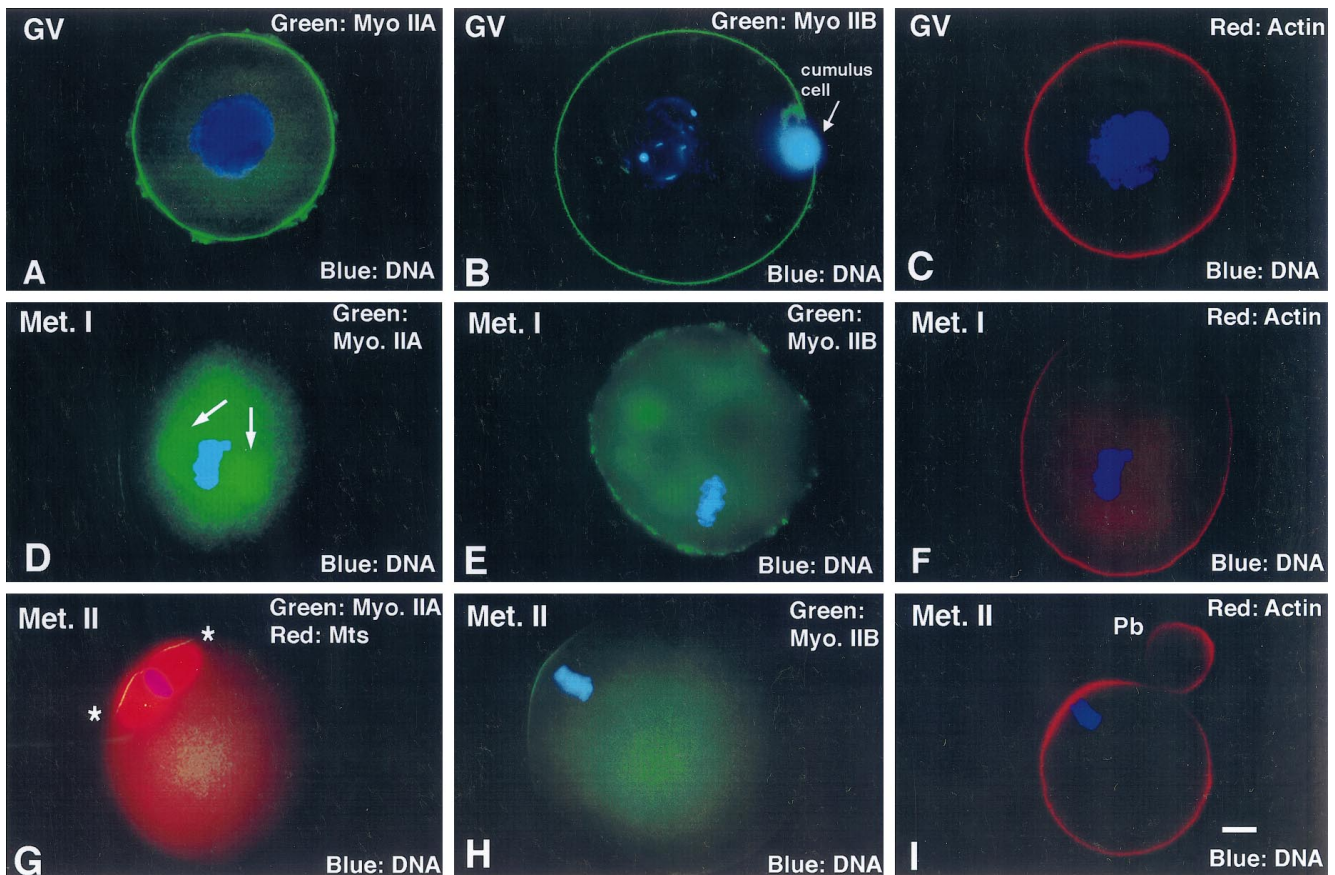 GV
Green: Myo IIA
A
Blue: DNA
GV
Green: Myo IIB
cumulus
cell
B
Blue: DNA
GV
Red: Actin
C
Blue: DNA
Met. I
Green:
Myo. IIA
D
Blue: DNA
Met. I
Green:
Myo. IIB
E
Blue: DNA
Met. I
Red: Actin
F
Blue: DNA
Met. II
Green: Myo. IIA
Red: Mts
*
*
G
Blue: DNA
Met. II
Green:
Myo. IIB
H
Blue: DNA
Met. II
Red: Actin
Pb
I
Blue: DNA